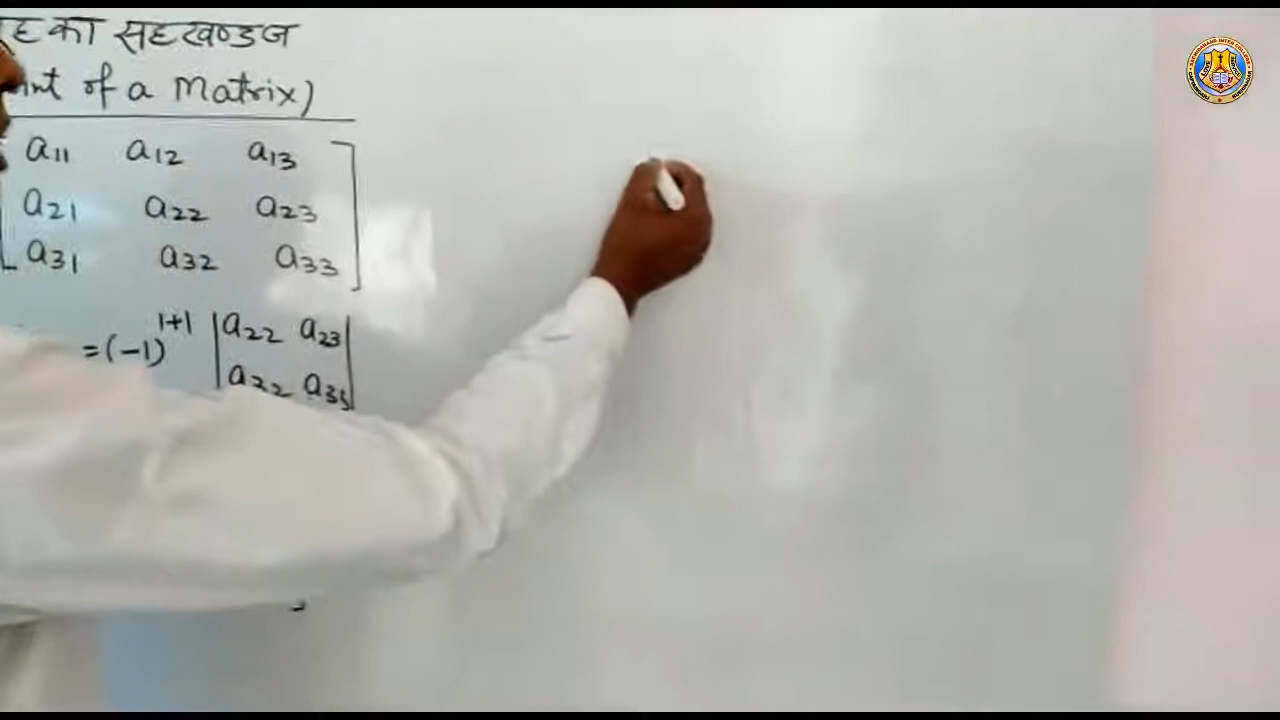 का सहखण्डज
of a Matrix)
a11 a12 a13
a21 a22 a23
a31 a32 a33
=(-1)^1+1 |a22 a23|
|a22 a33|